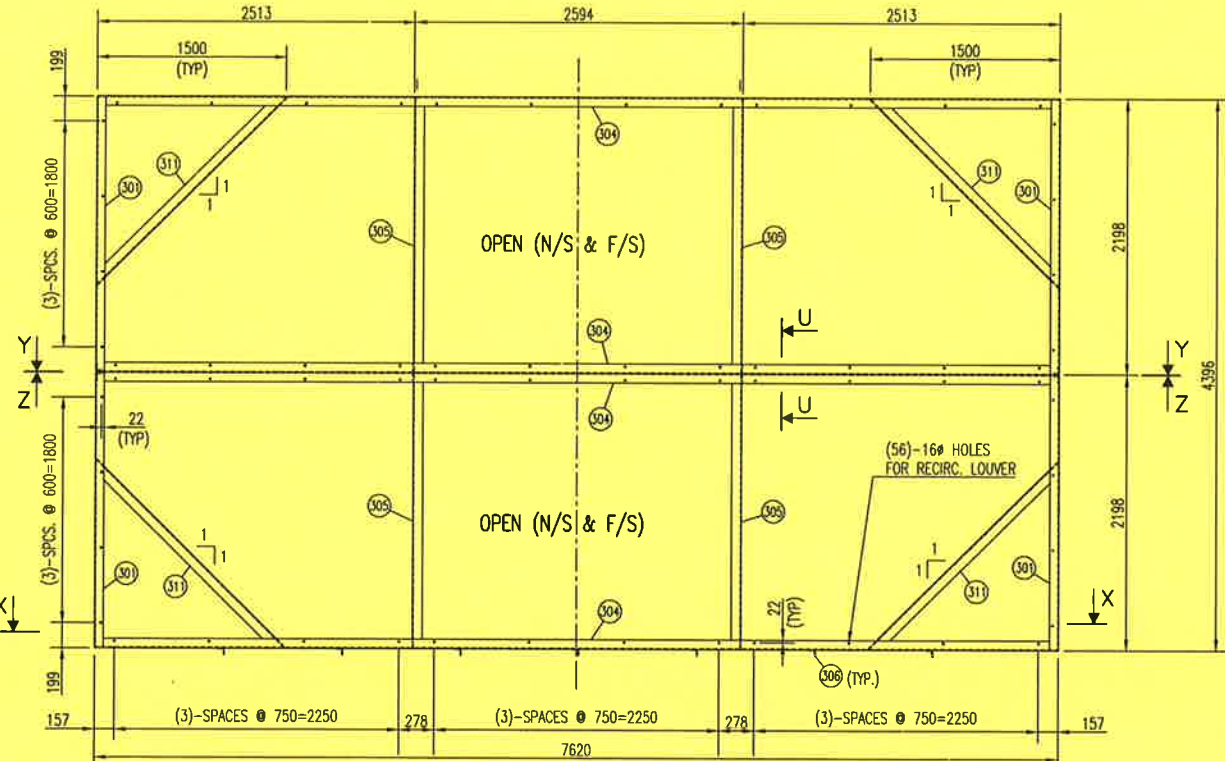 2513 2594 2513
1500 (TYP) 1500 (TYP)
199
304
311 311
301 301
1 1
1 1
(3)-SPCS. @ 600=1800
2198
305 OPEN (N/S & F/S) 305
U
304
Y Y
Z Z
4396
304
U
22 (TYP)
(56)-16ø HOLES
FOR RECIRC. LOUVER
(3)-SPCS. @ 600=1800
305 OPEN (N/S & F/S) 305
2198
1 1
1 1
301 311 311 301
X X
304
22 (TYP)
306 (TYP.)
199
157 (3)-SPACES @ 750=2250 278 (3)-SPACES @ 750=2250 278 (3)-SPACES @ 750=2250 157
7620